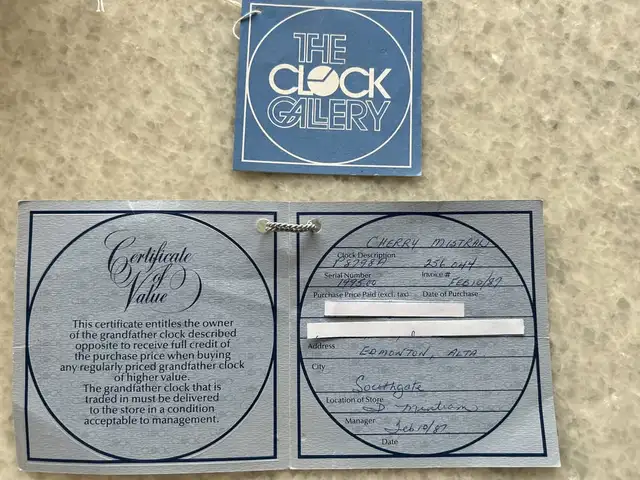 THE
CLOCK
GALLERY
Certificate
of
Value
This certificate entitles the owner
of the grandfather clock described
opposite to receive full credit of
the purchase price when buying
any regularly priced grandfather clock
of higher value.
The grandfather clock that is
traded in must be delivered
to the store in a condition
acceptable to management.
CHERRY MISTRAL
Clock Description
P8298A
Serial Number Invoice #
1995.00 FEB 10/87
Purchase Price Paid (excl. tax) Date of Purchase
Address
EDMONTON, ALTA
City
Southgate
Location of Store
D.
Manager
Feb 10/87
Date